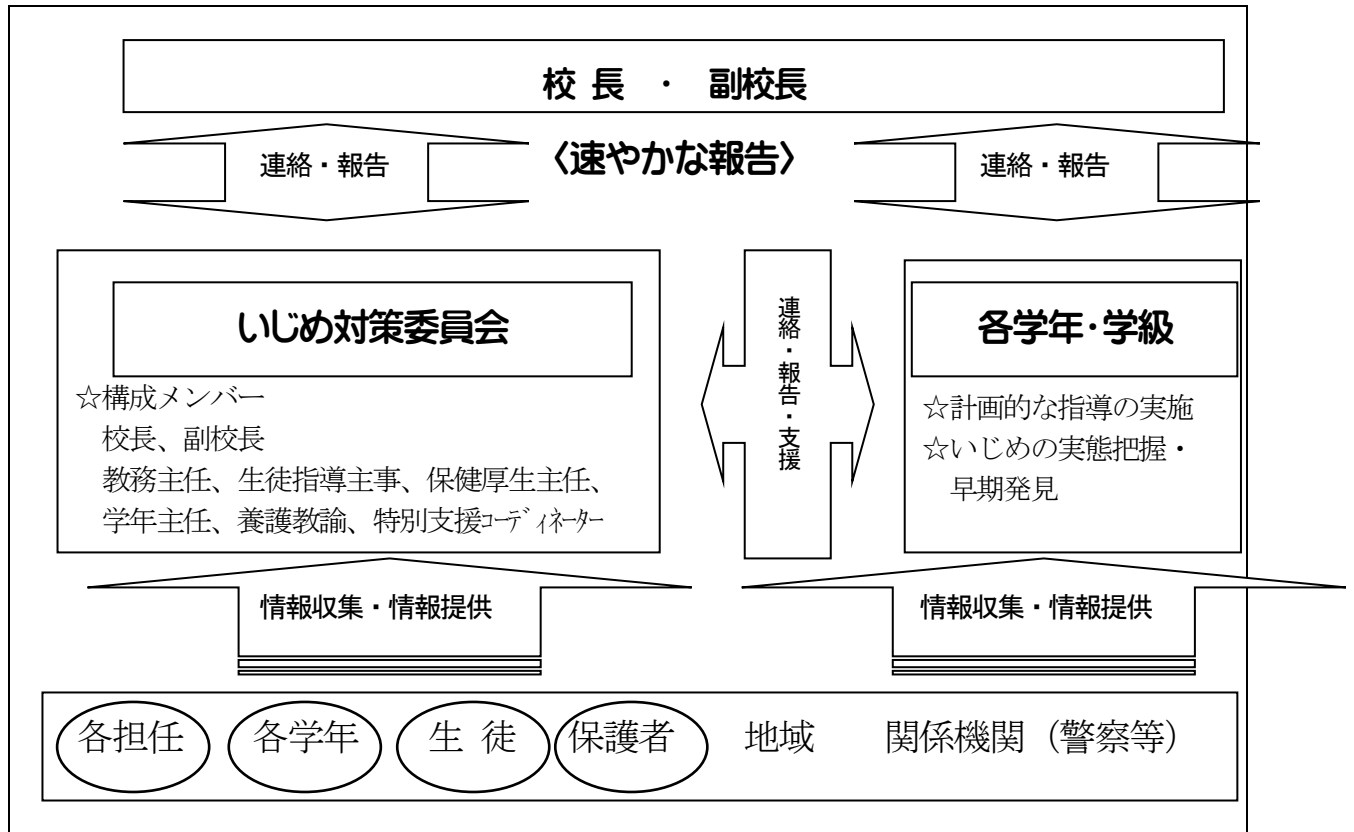 校 長 ・ 副校長
連絡・報告
〈速やかな報告〉
連絡・報告
いじめ対策委員会
☆構成メンバー
校長、副校長
教務主任、生徒指導主事、保健厚生主任、
学年主任、養護教諭、特別支援ｺｰﾃﾞｨﾈｰﾀｰ
連絡・報告・支援
各学年・学級
☆計画的な指導の実施
☆いじめの実態把握・
早期発見
情報収集・情報提供
情報収集・情報提供
各担任 各学年 生 徒 保護者 地域 関係機関（警察等）